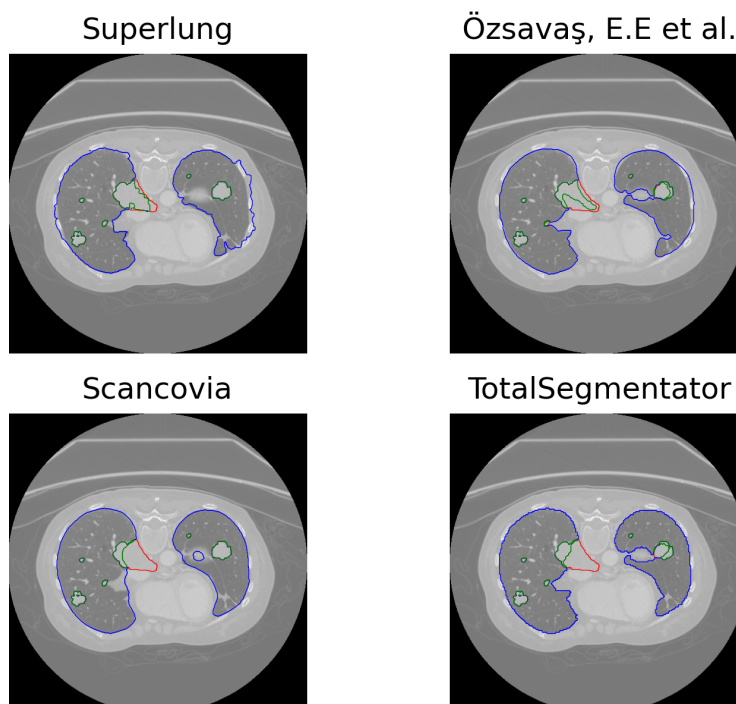 Superlung
Özsavaş, E.E et al.
Scancovia
TotalSegmentator